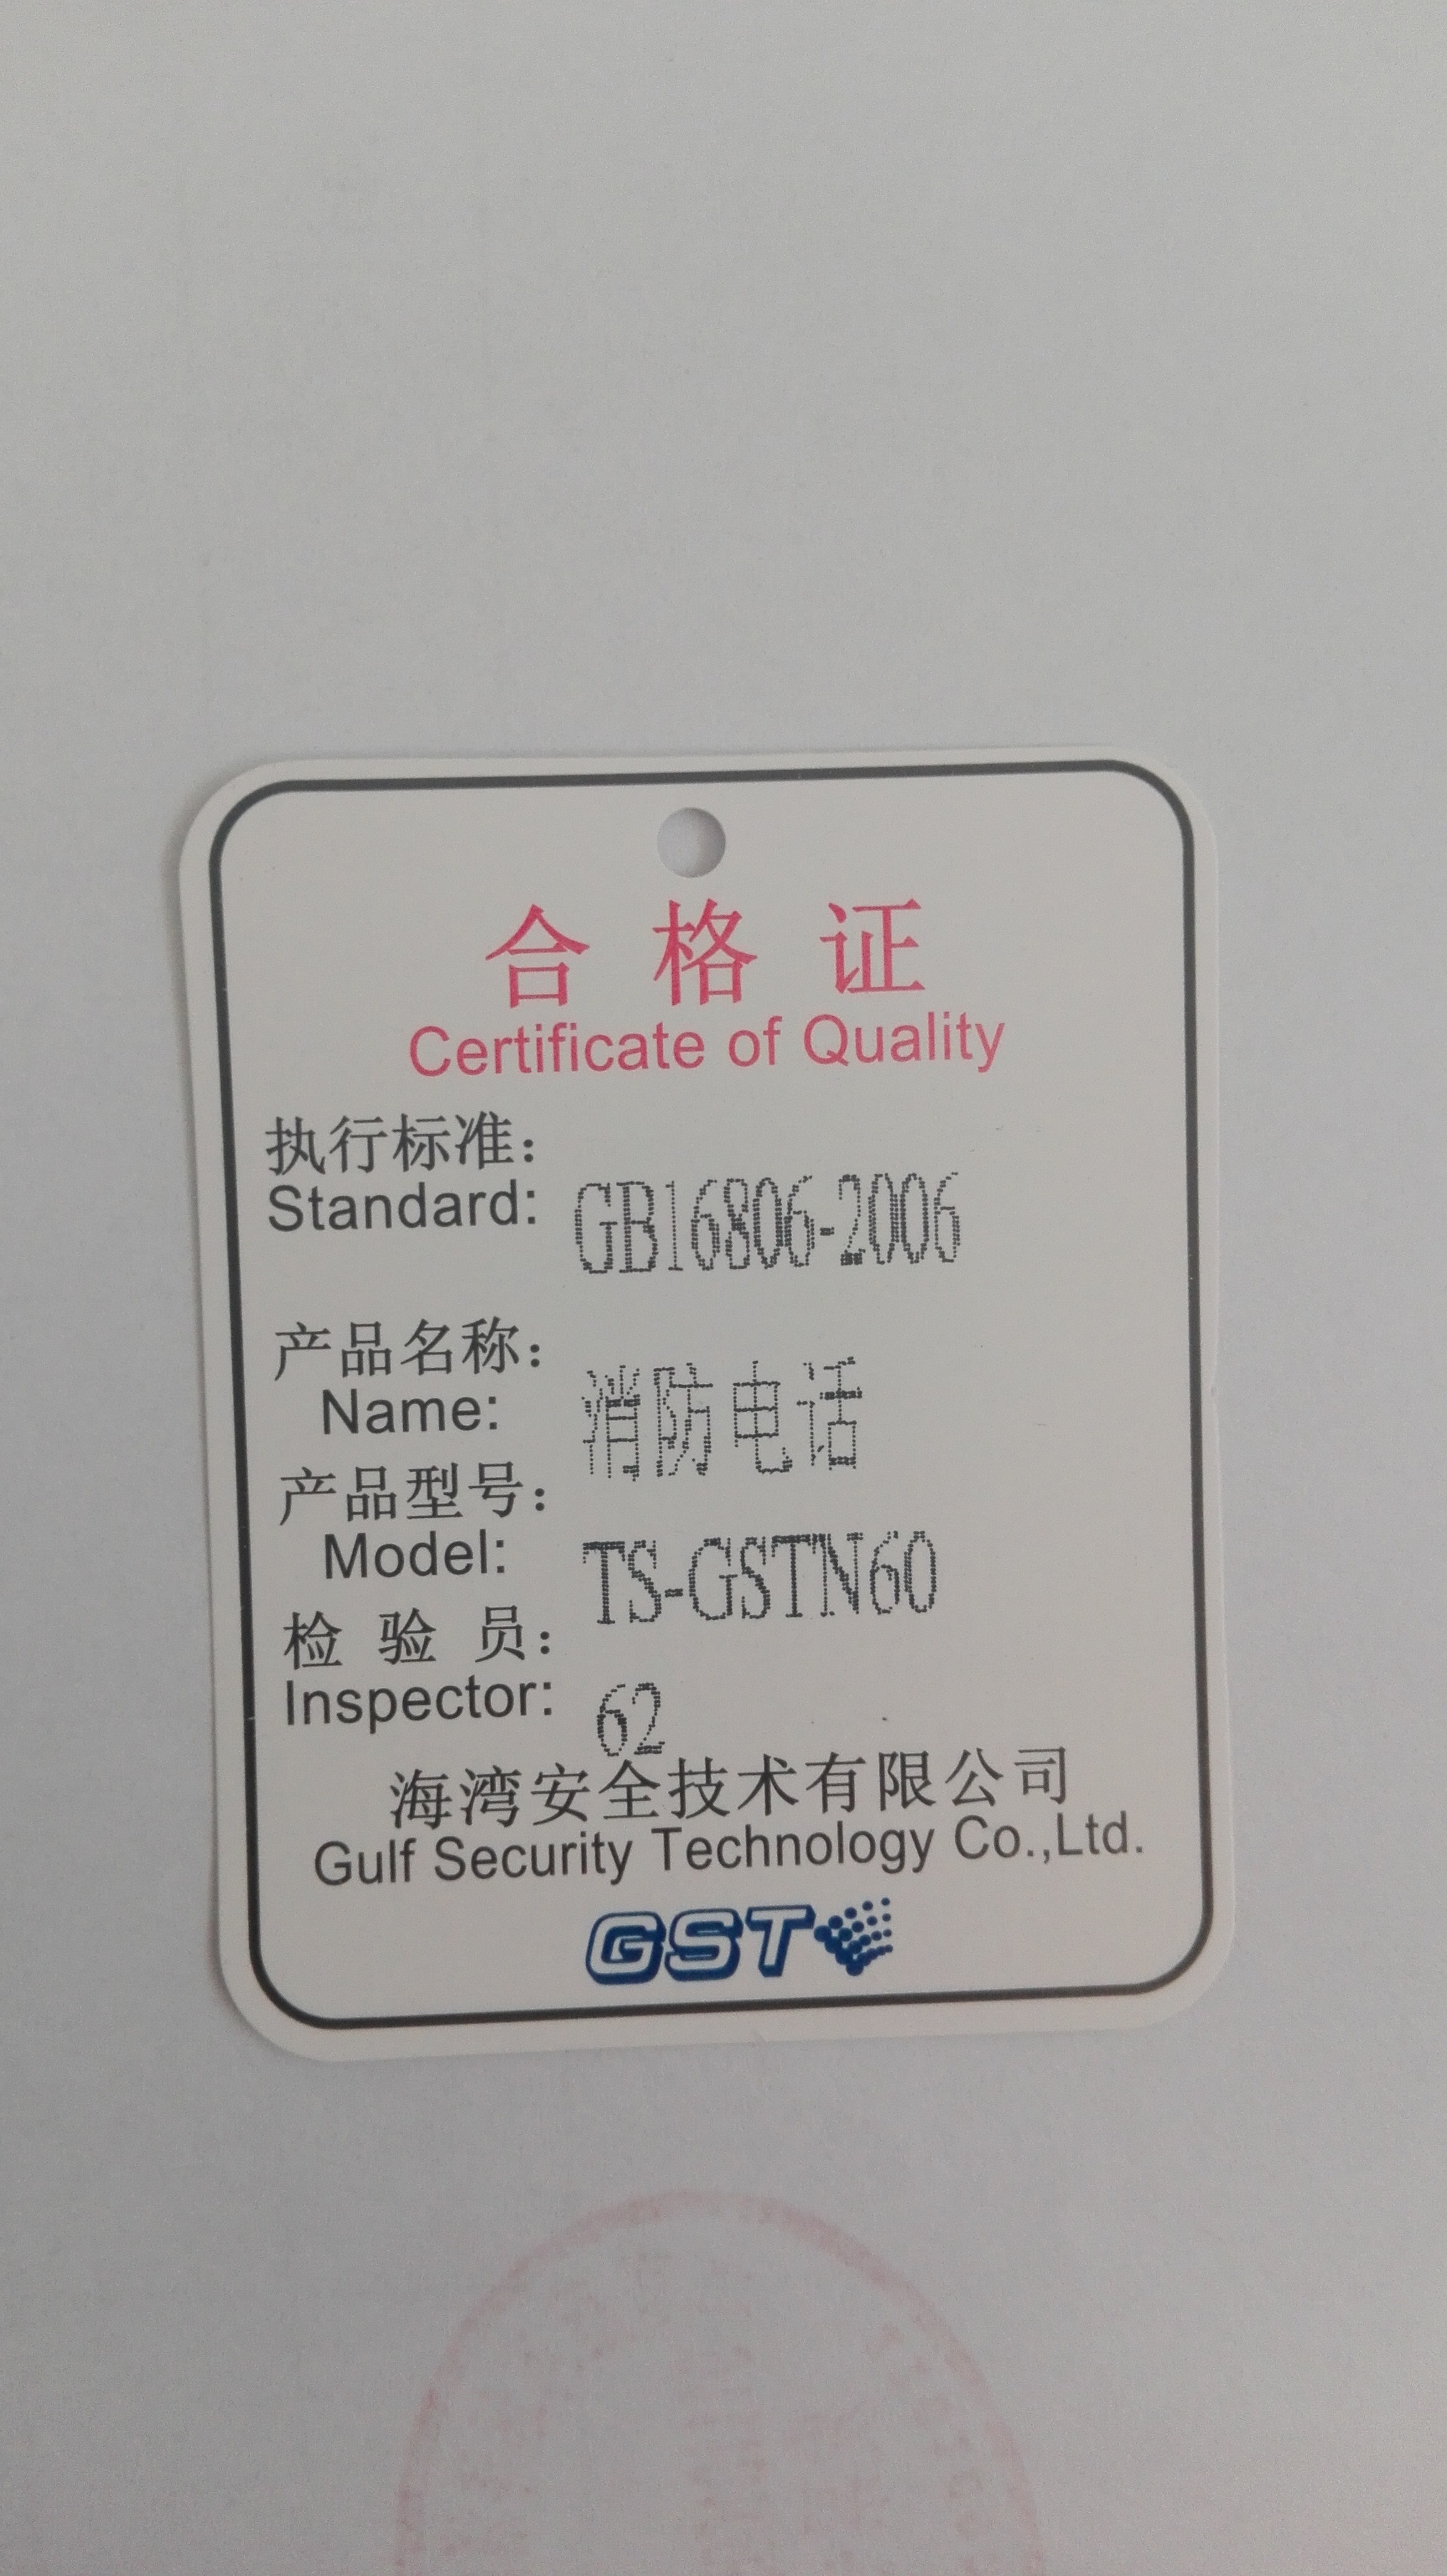 合格证
Certificate of Quality
执行标准：
Standard: GB16806-2006
产品名称：
Name: 消防电话
产品型号：
Model: TS-GSTN60
检验员：
Inspector: 62
海湾安全技术有限公司
Gulf Security Technology Co.,Ltd.
GST